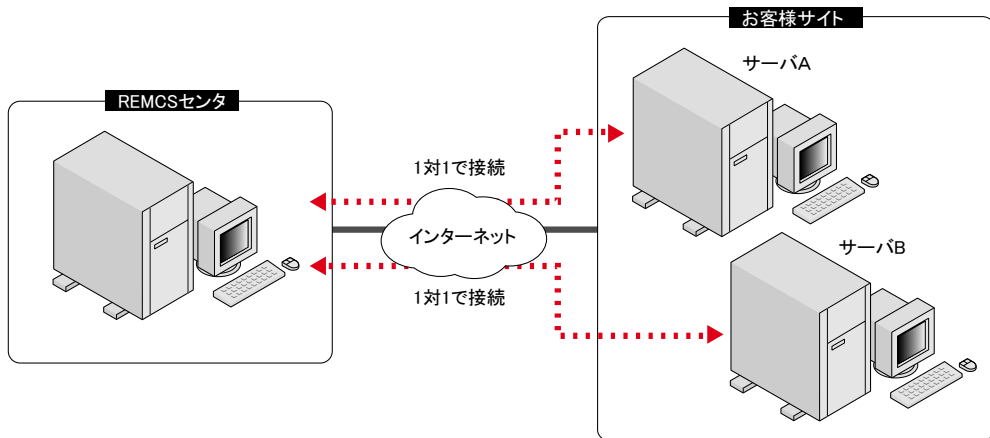 お客様サイト
サーバA
REMCSセンタ
1対1で接続
インターネット
サーバB
1対1で接続